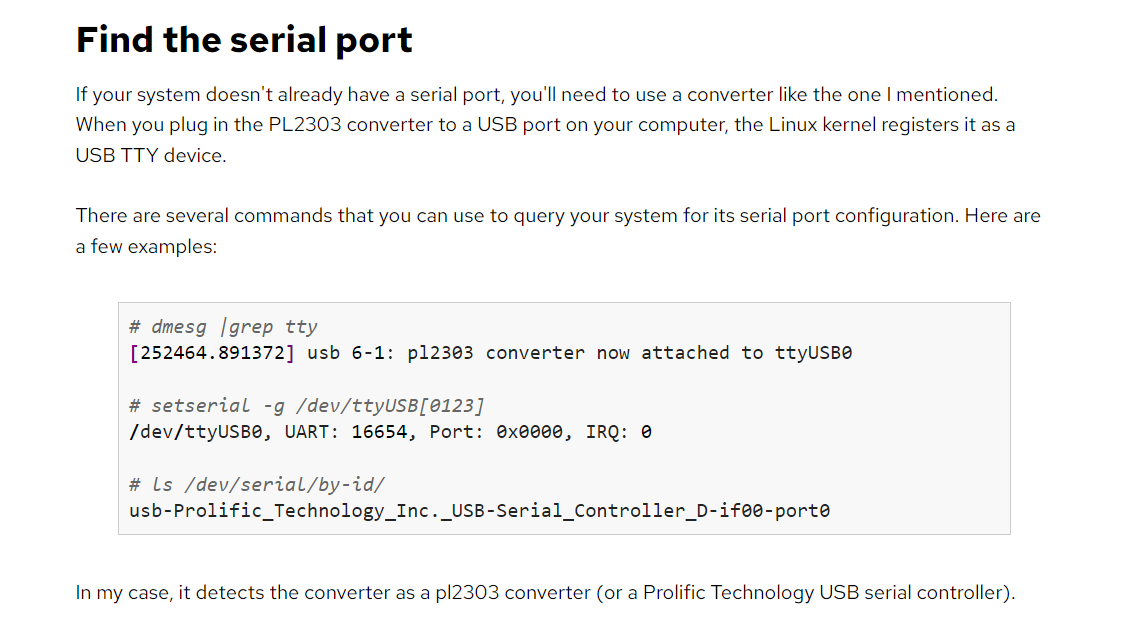 Find the serial port
If your system doesn't already have a serial port, you'll need to use a converter like the one I mentioned.
When you plug in the PL2303 converter to a USB port on your computer, the Linux kernel registers it as a
USB TTY device.
There are several commands that you can use to query your system for its serial port configuration. Here are
a few examples:
# dmesg |grep tty
[252464.891372] usb 6-1: pl2303 converter now attached to ttyUSB0
# setserial -g /dev/ttyUSB[0123]
/dev/ttyUSB0, UART: 16654, Port: 0x0000, IRQ: 0
# ls /dev/serial/by-id/
usb-Prolific_Technology_Inc._USB-Serial_Controller_D-if00-port0
In my case, it detects the converter as a pl2303 converter (or a Prolific Technology USB serial controller).